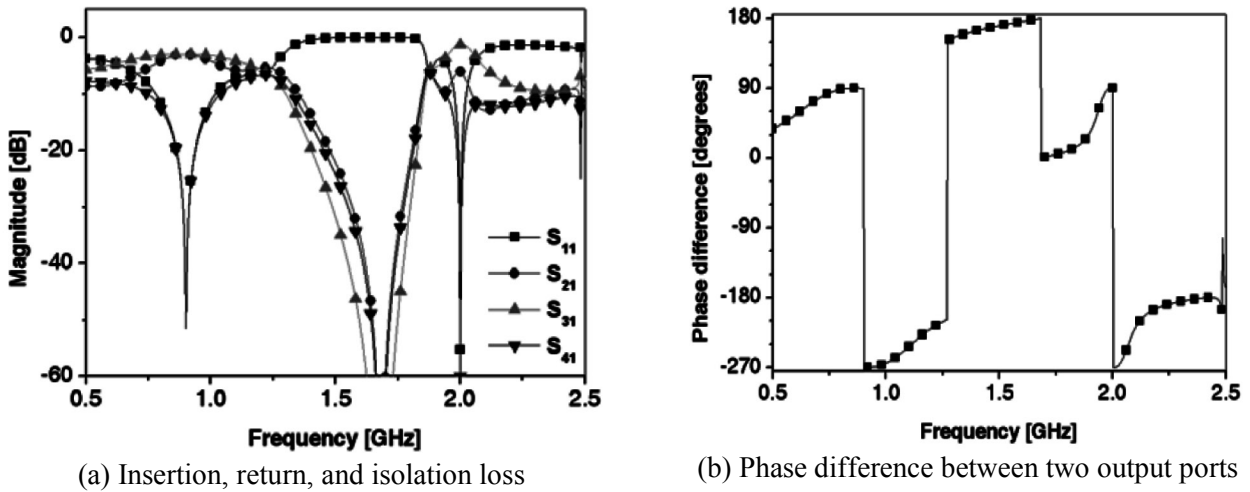 0
-20
-40
-60
Magnitude [dB]
S11
S21
S31
S41
0.5 1.0 1.5 2.0 2.5
Frequency [GHz]
(a) Insertion, return, and isolation loss
180
90
0
-90
-180
-270
Phase difference [degrees]
0.5 1.0 1.5 2.0 2.5
Frequency [GHz]
(b) Phase difference between two output ports